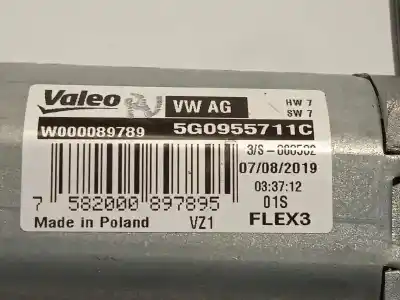 Valeo VW AG HW 7
SW 7
W000089789 5G0955711C
07/08/2019
03:37:12
01S
7 582000 897895
Made in Poland VZ1 FLEX3